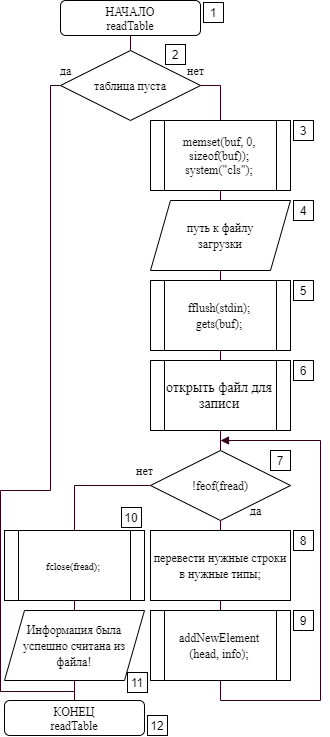 НАЧАЛО
readTable
1
2
да
нет
таблица пуста
3
memset(buf, 0,
sizeof(buf));
system("cls");
4
путь к файлу
загрузки
5
fflush(stdin);
gets(buf);
6
открыть файл для
записи
7
нет
!feof(fread)
да
10
8
fclose(fread);
перевести нужные строки
в нужные типы;
9
Информация была
успешно считана из
файла!
addNewElement
(head, info);
11
КОНЕЦ
readTable
12